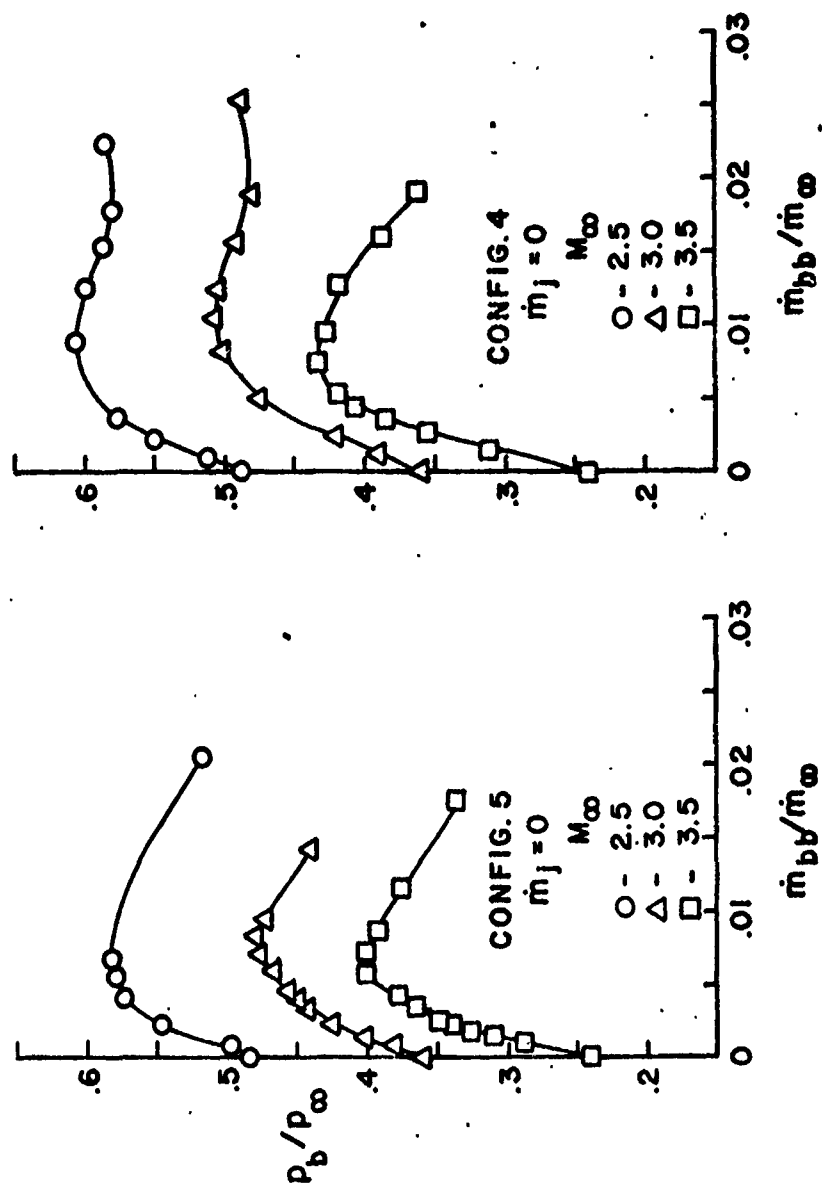 p_b/p_∞
.6
.5
.4
.3
.2
0
.01
.02
.03
ṁ_bb/ṁ_∞
CONFIG. 5
ṁ_j = 0
M_∞
○ - 2.5
△ - 3.0
□ - 3.5
.6
.5
.4
.3
.2
0
.01
.02
.03
ṁ_bb/ṁ_∞
CONFIG. 4
ṁ_j = 0
M_∞
○ - 2.5
△ - 3.0
□ - 3.5